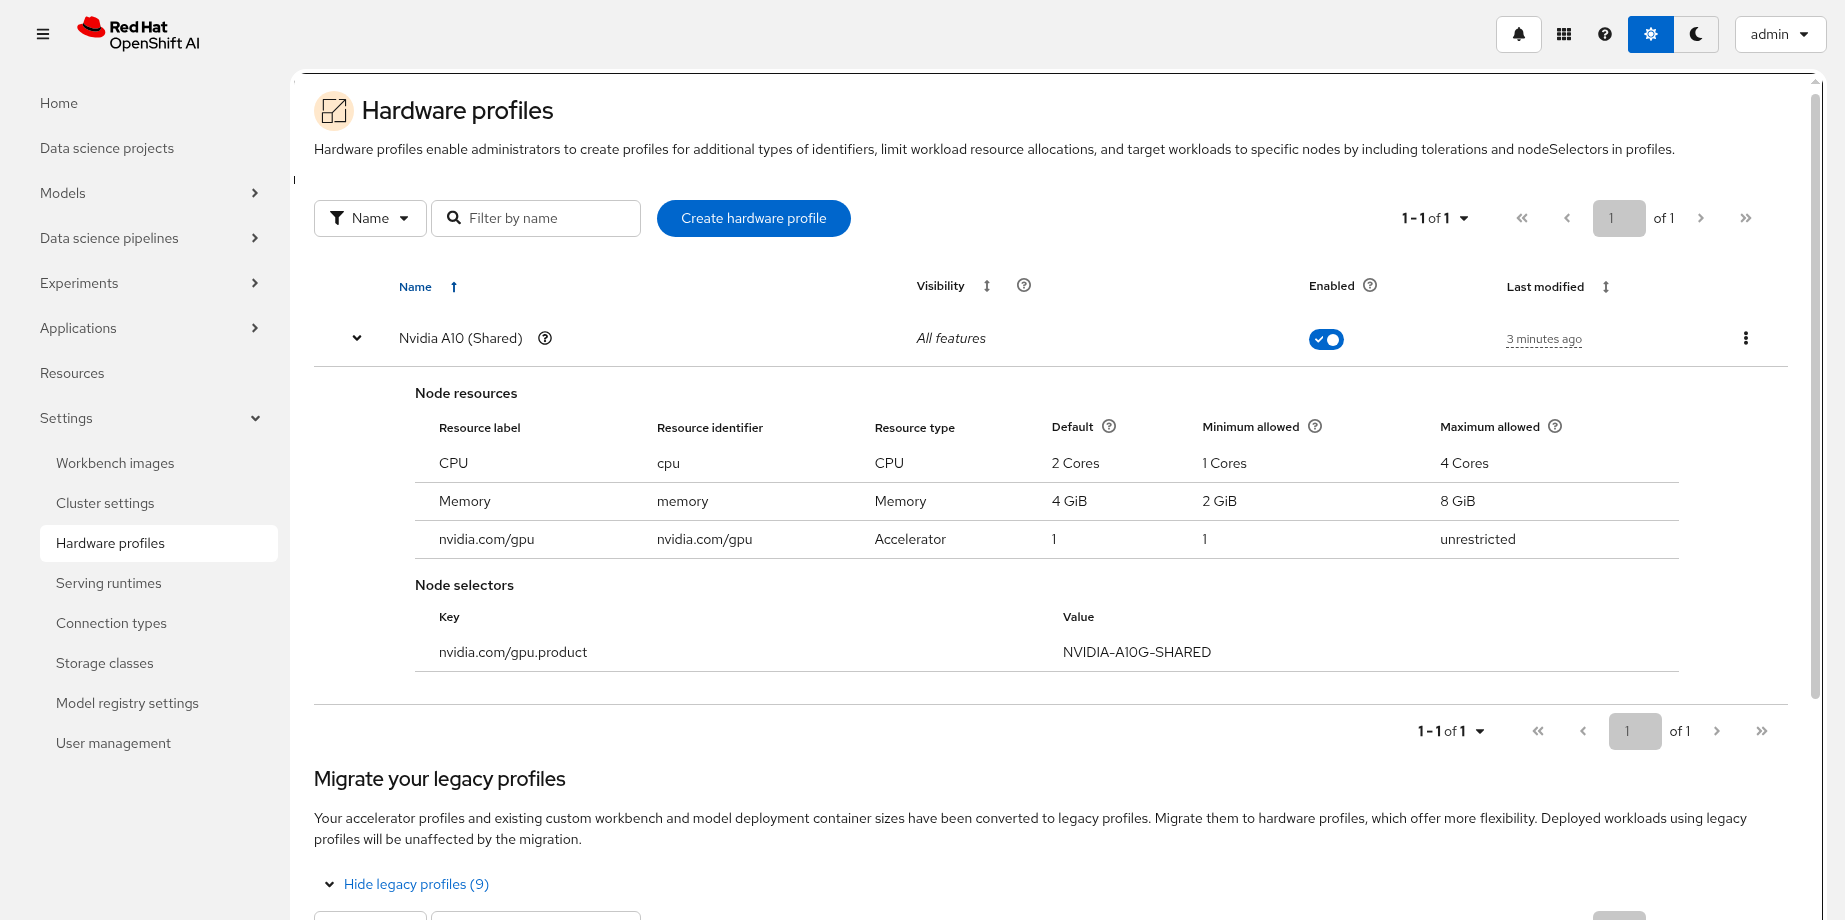 Red Hat
OpenShift AI
admin
Home
Data science projects
Models
Data science pipelines
Experiments
Applications
Resources
Settings
Workbench images
Cluster settings
Hardware profiles
Serving runtimes
Connection types
Storage classes
Model registry settings
User management
Hardware profiles
Hardware profiles enable administrators to create profiles for additional types of identifiers, limit workload resource allocations, and target workloads to specific nodes by including tolerations and nodeSelectors in profiles.
Name Filter by name Create hardware profile 1 - 1 of 1 1 of 1
Name Visibility Enabled Last modified
Nvidia A10 (Shared) All features 3 minutes ago
Node resources
Resource label Resource identifier Resource type Default Minimum allowed Maximum allowed
CPU cpu CPU 2 Cores 1 Cores 4 Cores
Memory memory Memory 4 GiB 2 GiB 8 GiB
nvidia.com/gpu nvidia.com/gpu Accelerator 1 1 unrestricted
Node selectors
Key Value
nvidia.com/gpu.product NVIDIA-A10G-SHARED
1 - 1 of 1 1 of 1
Migrate your legacy profiles
Your accelerator profiles and existing custom workbench and model deployment container sizes have been converted to legacy profiles. Migrate them to hardware profiles, which offer more flexibility. Deployed workloads using legacy
profiles will be unaffected by the migration.
Hide legacy profiles (9)